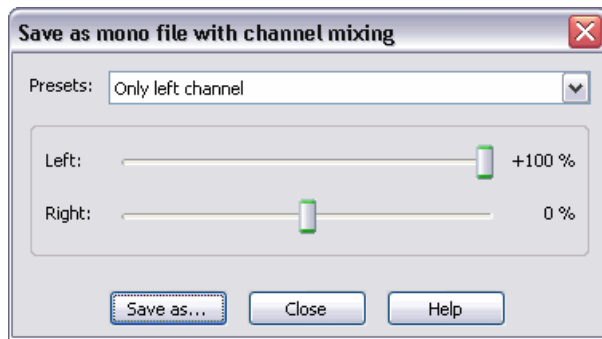 Save as mono file with channel mixing
Presets: Only left channel
Left: +100 %
Right: 0 %
Save as... Close Help